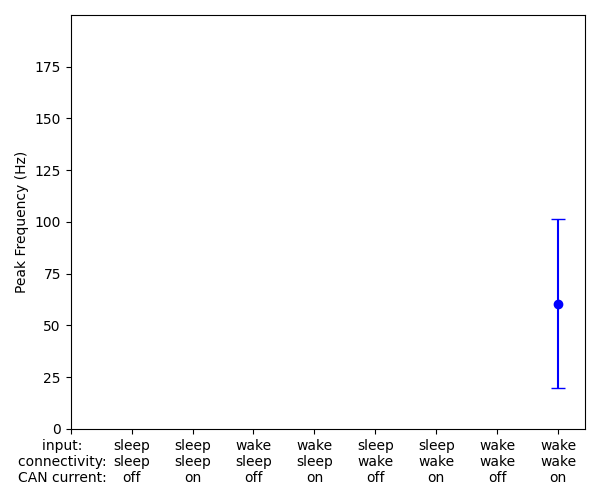 175
150
125
100
75
50
25
0
Peak Frequency (Hz)
input: sleep sleep wake wake sleep sleep wake wake
connectivity: sleep sleep sleep sleep wake wake wake wake
CAN current: off on off on off on off on